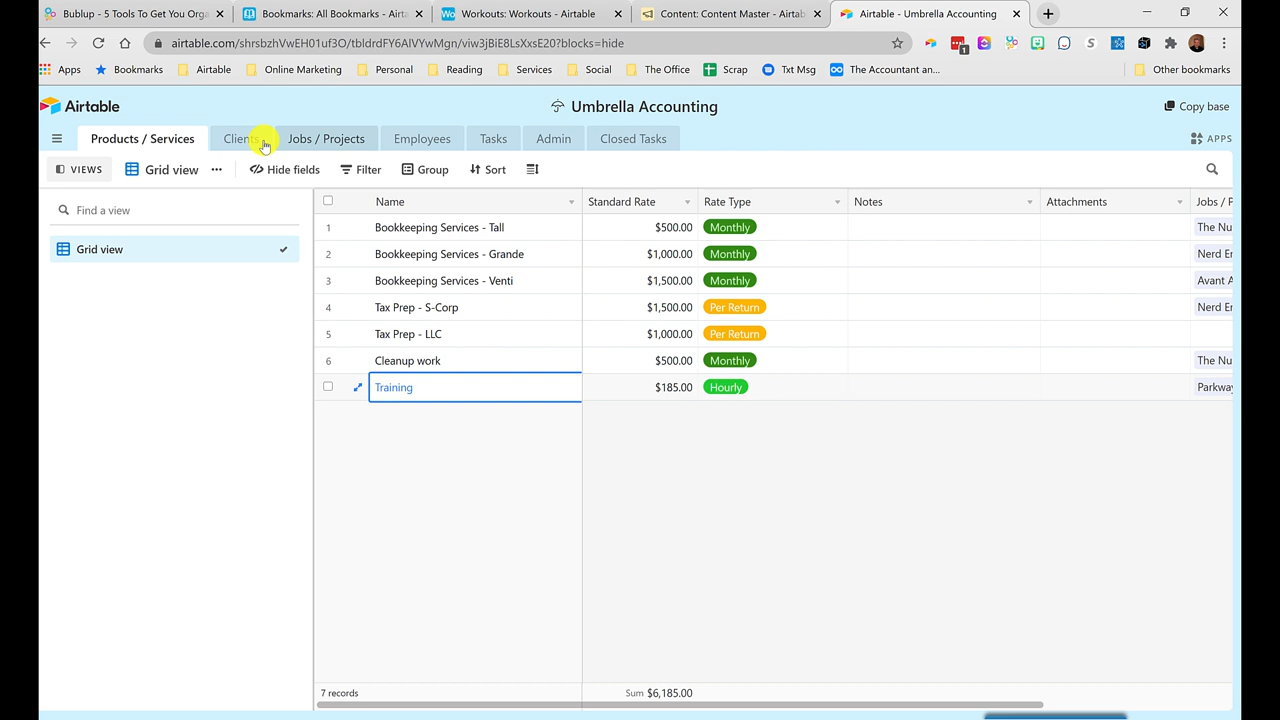 Bublup - 5 Tools To Get You Orga
Bookmarks: All Bookmarks - Airta
Workouts: Workouts - Airtable
Content: Content Master - Airtab
Airtable - Umbrella Accounting
airtable.com/shrsbzhVwEH01uf3O/tbldrdFY6AlVYwMgn/viw3jBiE8LsXxsE20?blocks=hide
1
Apps
Bookmarks
Airtable
Online Marketing
Personal
Reading
Services
Social
The Office
Scrap
Txt Msg
The Accountant an...
Other bookmarks
Airtable
Umbrella Accounting
Copy base
Products / Services
Clients
Jobs / Projects
Employees
Tasks
Admin
Closed Tasks
APPS
VIEWS
Grid view
Hide fields
Filter
Group
Sort
Find a view
Grid view
Name Standard Rate Rate Type Notes Attachments Jobs / P
1 Bookkeeping Services - Tall $500.00 Monthly The Nu
2 Bookkeeping Services - Grande $1,000.00 Monthly Nerd En
3 Bookkeeping Services - Venti $1,500.00 Monthly Avant A
4 Tax Prep - S-Corp $1,500.00 Per Return Nerd En
5 Tax Prep - LLC $1,000.00 Per Return
6 Cleanup work $500.00 Monthly The Nu
Training $185.00 Hourly Parkway
7 records
Sum $6,185.00